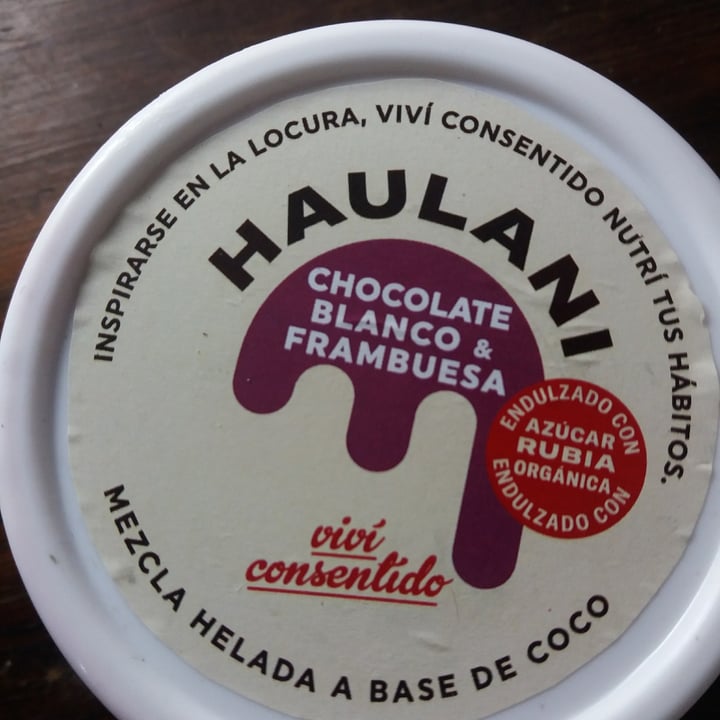 INSPIRARSE EN LA LOCURA, VIVÍ CONSENTIDO NUTRÍ TUS HÁBITOS.
HAULANI
CHOCOLATE
BLANCO &
FRAMBUESA
ENDULZADO CON
AZÚCAR
RUBIA
ORGÁNICA
ENDULZADO CON
viví
consentido
MEZCLA HELADA A BASE DE COCO